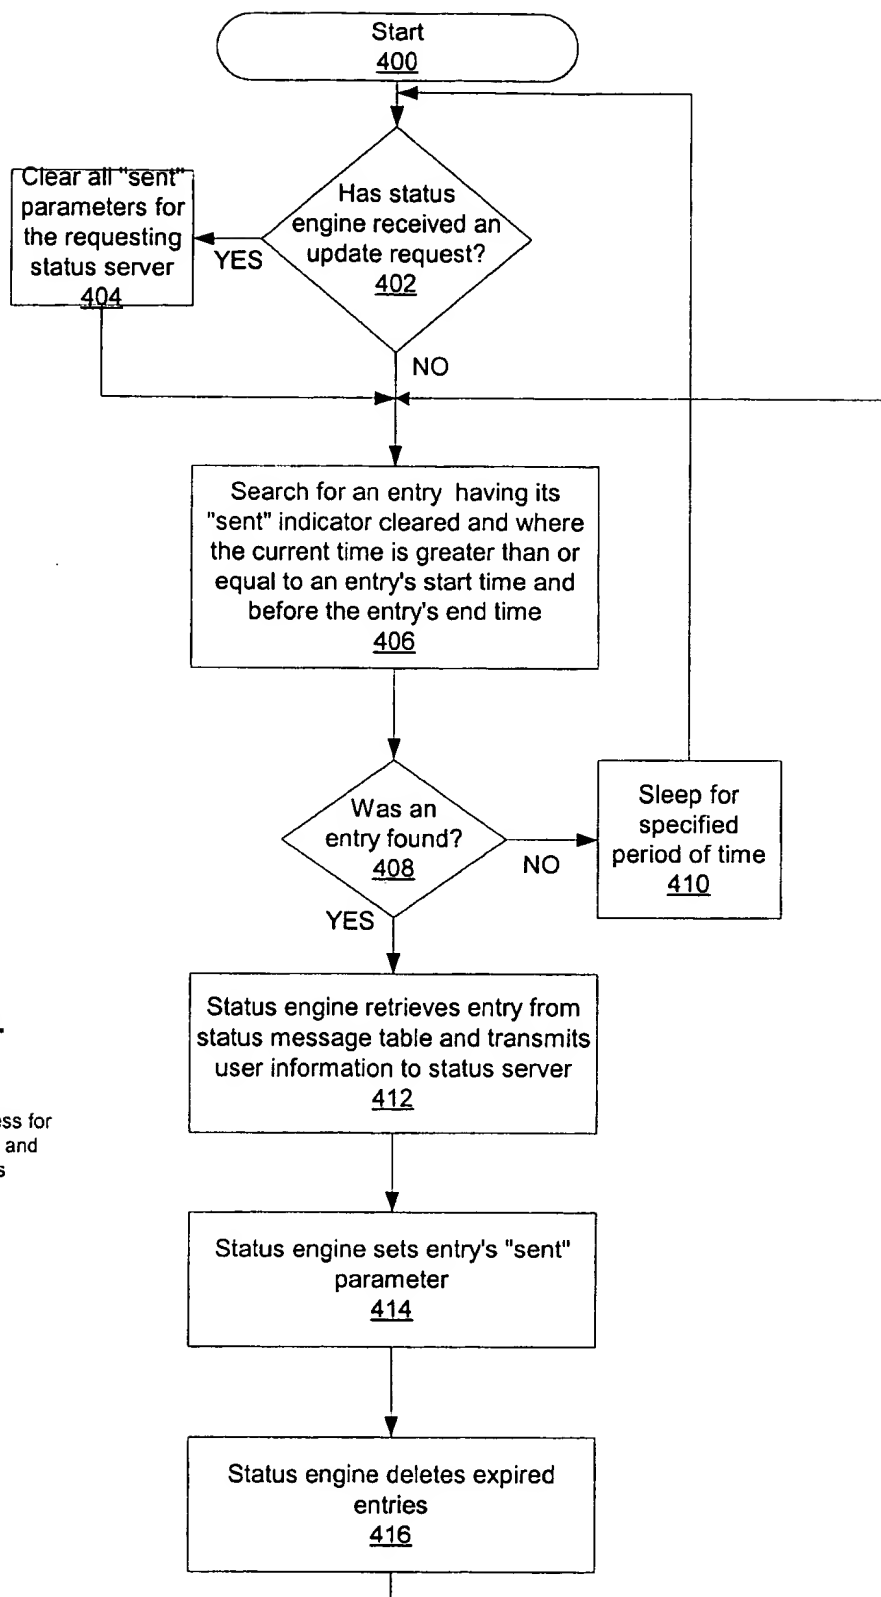 Start
400
Has status
engine received an
update request?
402
YES
Clear all "sent"
parameters for
the requesting
status server
404
NO
Search for an entry having its
"sent" indicator cleared and where
the current time is greater than or
equal to an entry's start time and
before the entry's end time
406
Was an
entry found?
408
NO
Sleep for
specified
period of time
410
YES
Status engine retrieves entry from
status message table and transmits
user information to status server
412
for
and
Status engine sets entry's "sent"
parameter
414
Status engine deletes expired
entries
416